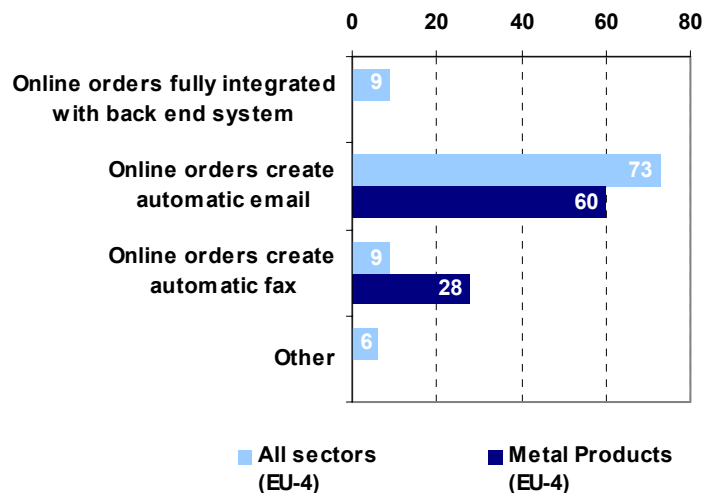 0 20 40 60 80
Online orders fully integrated
with back end system
9
Online orders create
automatic email
73
60
Online orders create
automatic fax
9
28
Other
6
All sectors
(EU-4)
Metal Products
(EU-4)